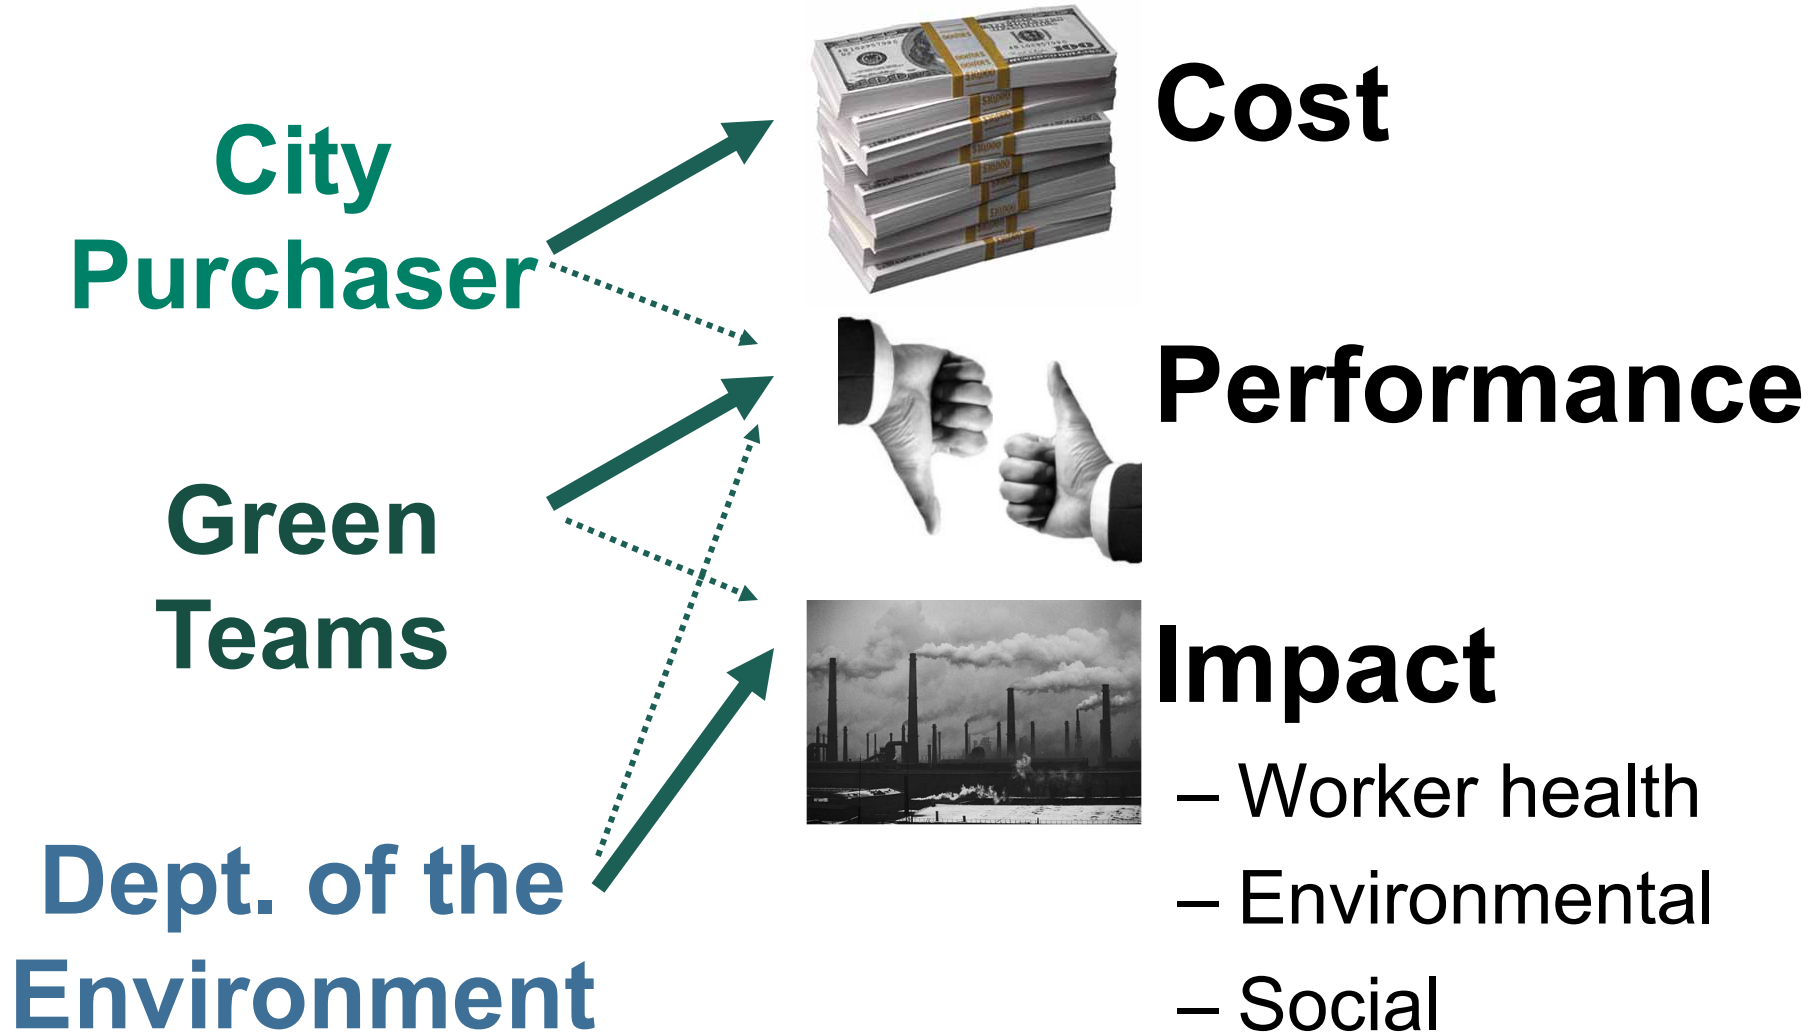 City
Purchaser
Green
Teams
Dept. of the
Environment
Cost
Performance
Impact
– Worker health
– Environmental
– Social